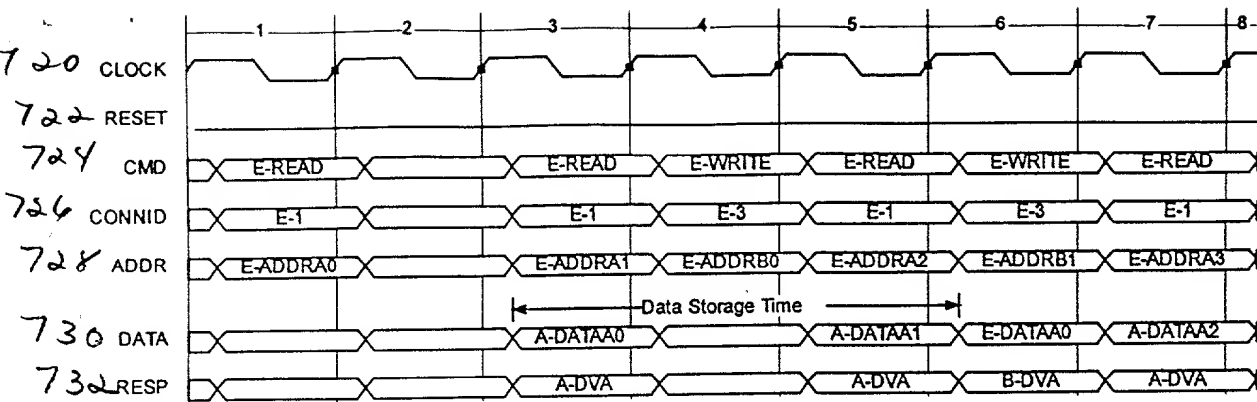 1 2 3 4 5 6 7 8
720 CLOCK
722 RESET
724 CMD E-READ E-READ E-WRITE E-READ E-WRITE E-READ
726 CONNID E-1 E-1 E-3 E-1 E-3 E-1
728 ADDR E-ADDRA0 E-ADDRA1 E-ADDRB0 E-ADDRA2 E-ADDRB1 E-ADDRA3
Data Storage Time
730 DATA A-DATAA0 A-DATAA1 E-DATAA0 A-DATAA2
732 RESP A-DVA A-DVA B-DVA A-DVA